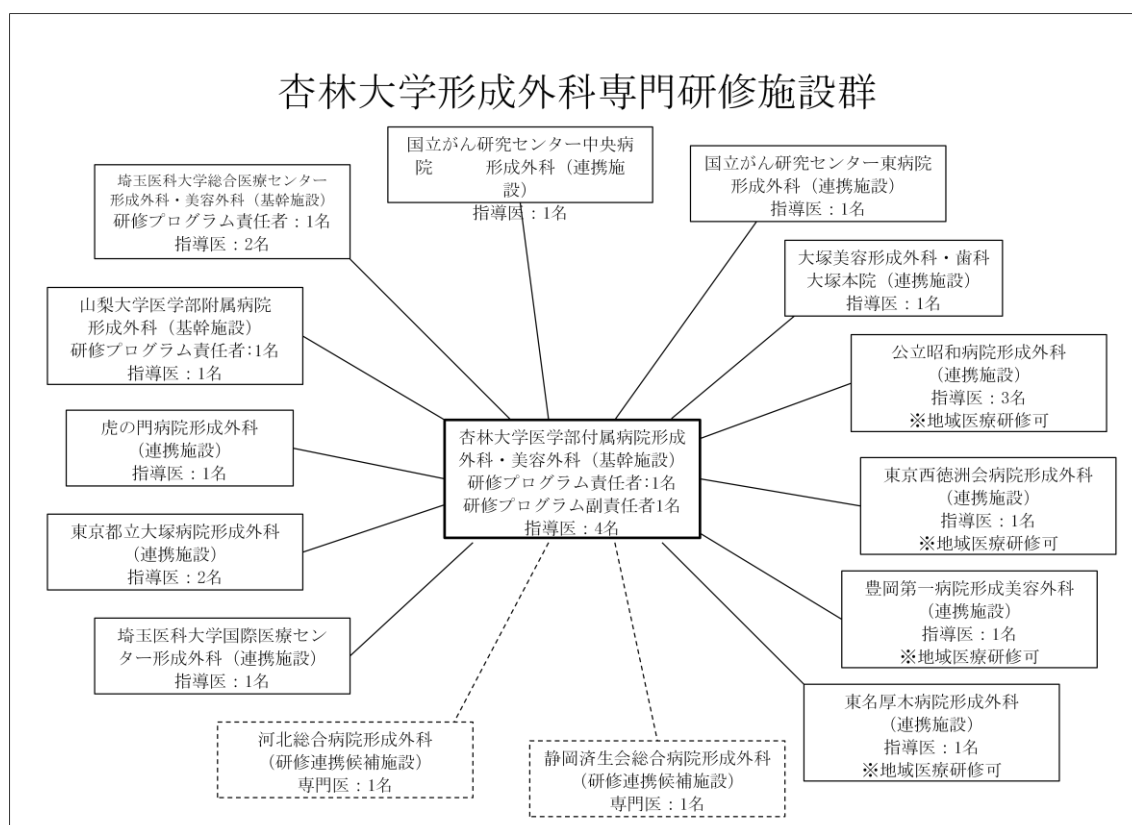 杏林大学形成外科専門研修施設群
国立がん研究センター中央病
院　　　形成外科（連携施
設）
指導医：1名
国立がん研究センター東病院
形成外科（連携施設）
指導医：1名
埼玉医科大学総合医療センター
形成外科・美容外科（基幹施設）
研修プログラム責任者：1名
指導医：2名
大塚美容形成外科・歯科
大塚本院（連携施設）
指導医：1名
山梨大学医学部附属病院
形成外科（基幹施設）
研修プログラム責任者:1名
指導医：1名
公立昭和病院形成外科
（連携施設）
指導医：3名
※地域医療研修可
虎の門病院形成外科
（連携施設）
指導医：1名
杏林大学医学部付属病院形成
外科・美容外科（基幹施設）
研修プログラム責任者:1名
研修プログラム副責任者1名
指導医：4名
東京西徳洲会病院形成外科
（連携施設）
指導医：1名
※地域医療研修可
東京都立大塚病院形成外科
（連携施設）
指導医：2名
豊岡第一病院形成美容外科
（連携施設）
指導医：1名
※地域医療研修可
埼玉医科大学国際医療セン
ター形成外科（連携施設）
指導医：1名
東名厚木病院形成外科
（連携施設）
指導医：1名
※地域医療研修可
河北総合病院形成外科
（研修連携候補施設）
専門医：1名
静岡済生会総合病院形成外科
（研修連携候補施設）
専門医：1名